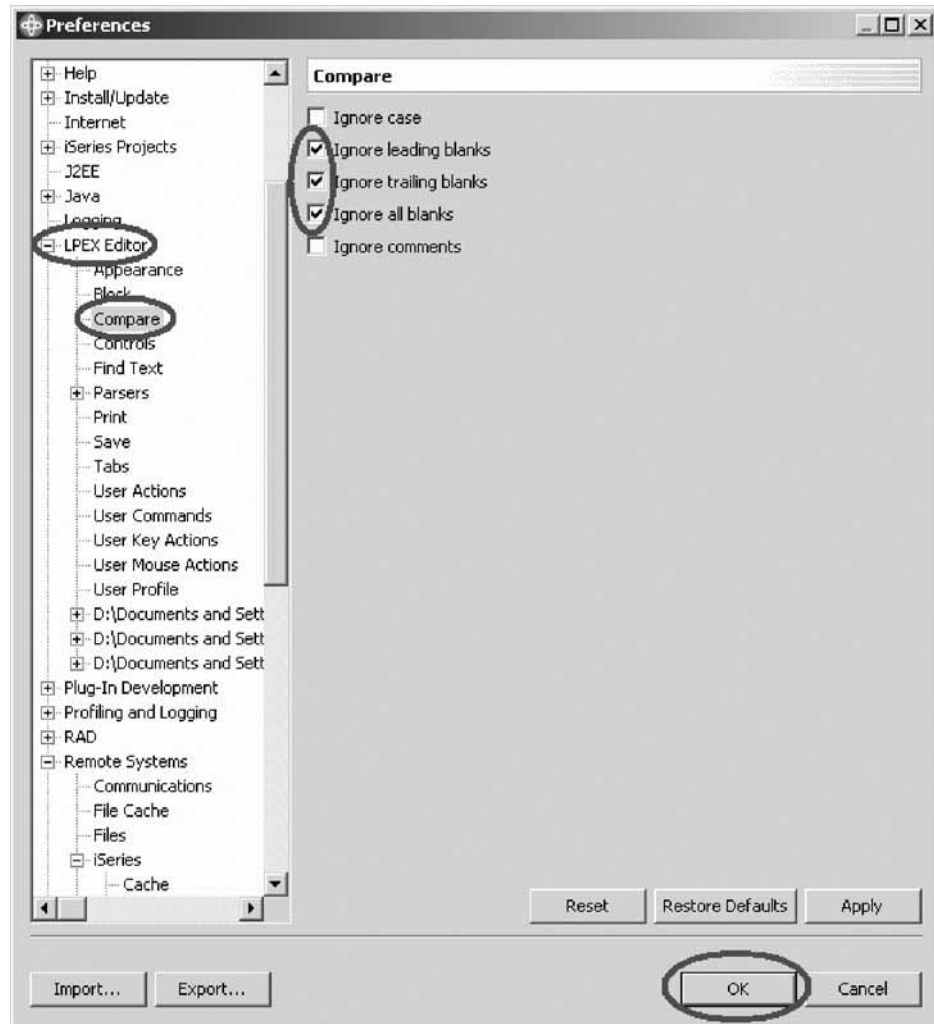 Preferences
Help
Install/Update
Internet
iSeries Projects
J2EE
Java
Logging
LPEX Editor
Appearance
Block
Compare
Controls
Find Text
Parsers
Print
Save
Tabs
User Actions
User Commands
User Key Actions
User Mouse Actions
User Profile
D:\Documents and Sett
D:\Documents and Sett
D:\Documents and Sett
Plug-In Development
Profiling and Logging
RAD
Remote Systems
Communications
File Cache
Files
iSeries
Cache
Compare
Ignore case
Ignore leading blanks
Ignore trailing blanks
Ignore all blanks
Ignore comments
Reset
Restore Defaults
Apply
Import...
Export...
OK
Cancel